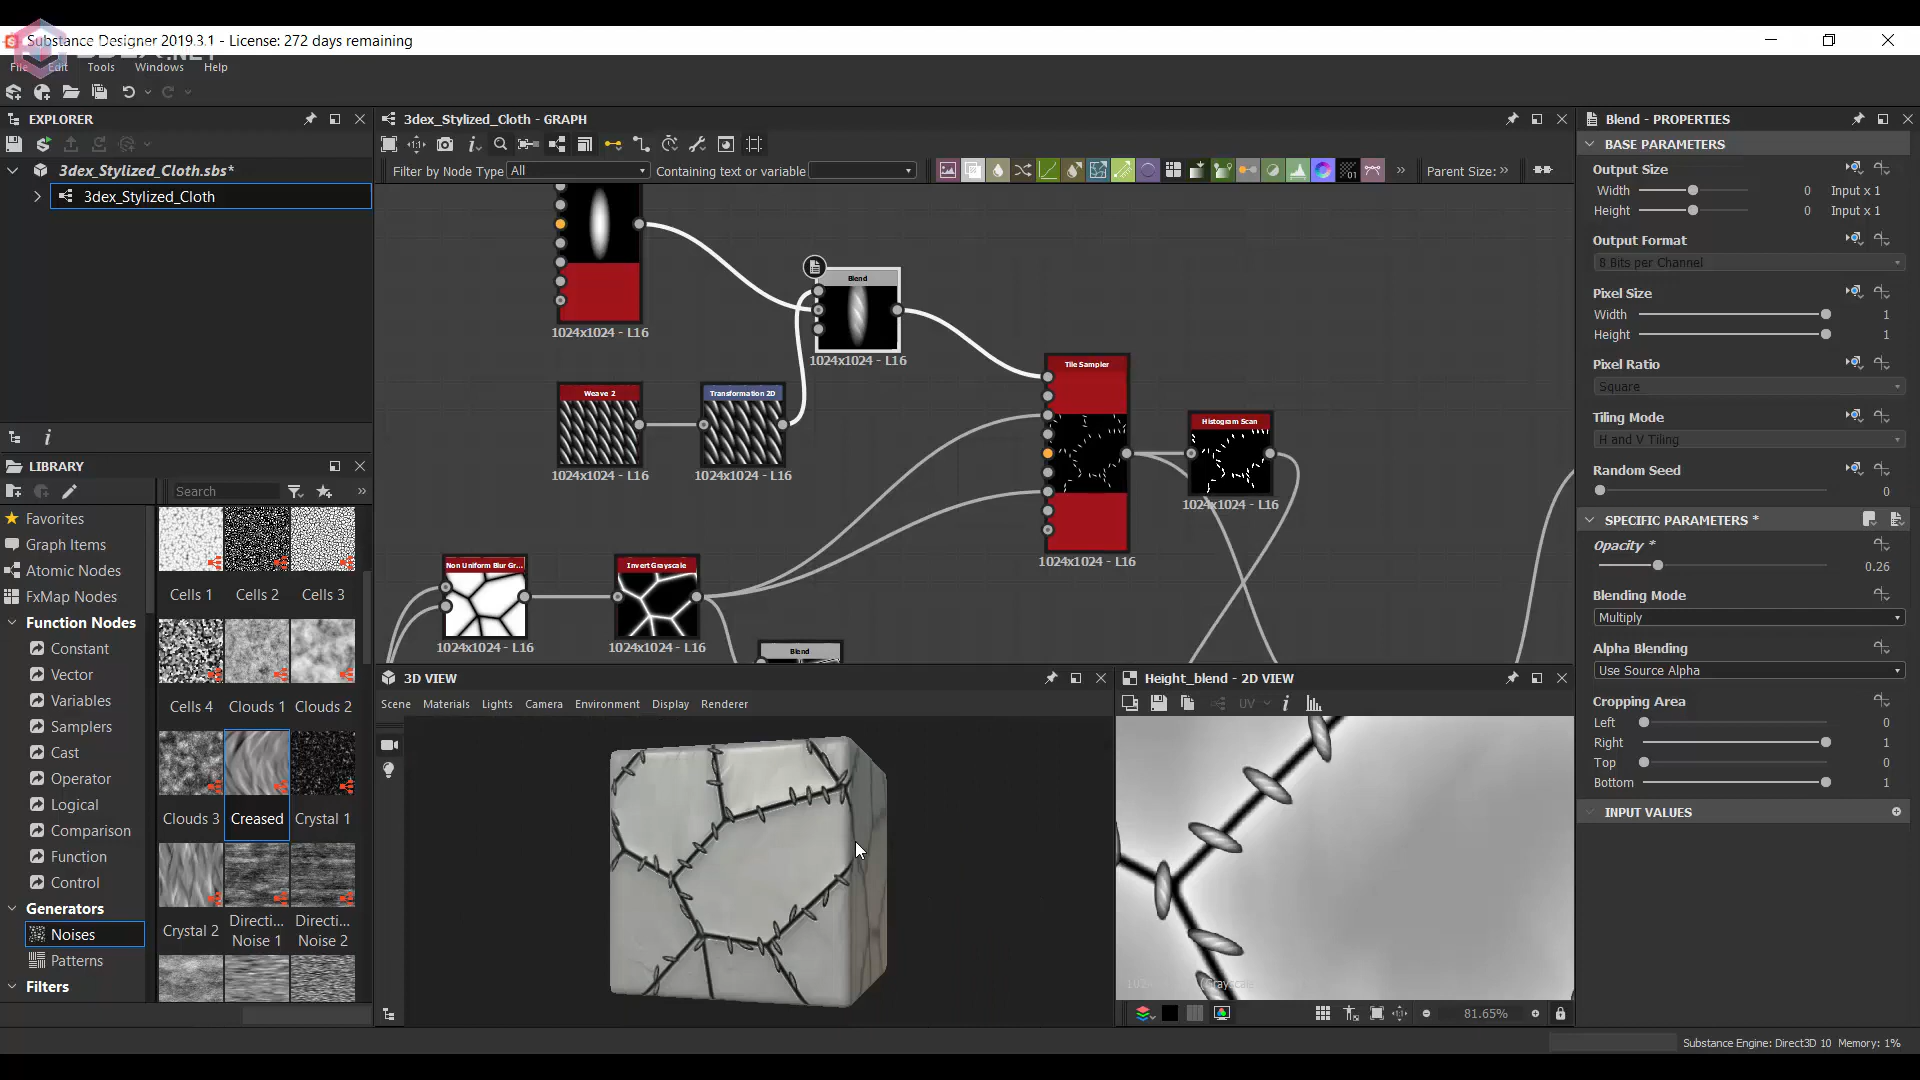 Substance Designer 2019.3.1 - License: 272 days remaining
File Edit Tools Windows Help
EXPLORER
3dex_Stylized_Cloth.sbs*
3dex_Stylized_Cloth
LIBRARY
Search
Favorites
Graph Items
Atomic Nodes
FxMap Nodes
Function Nodes
Constant
Vector
Variables
Samplers
Cast
Operator
Logical
Comparison
Function
Control
Generators
Noises
Patterns
Filters
Cells 1 Cells 2 Cells 3
Cells 4 Clouds 1 Clouds 2
Clouds 3 Creased Crystal 1
Crystal 2 Directi... Noise 1 Directi... Noise 2
3dex_Stylized_Cloth - GRAPH
Filter by Node Type All Containing text or variable
Parent Size:
1024x1024 - L16
Blend
1024x1024 - L16
Weave 2
1024x1024 - L16
Transformation 2D
1024x1024 - L16
Tile Sampler
1024x1024 - L16
Histogram Scan
1024x1024 - L16
Non Uniform Blur Gr...
1024x1024 - L16
Invert Grayscale
1024x1024 - L16
Blend
3D VIEW
Scene Materials Lights Camera Environment Display Renderer
Height_blend - 2D VIEW
UV
81.65%
Blend - PROPERTIES
BASE PARAMETERS
Output Size
Width 0 Input x 1
Height 0 Input x 1
Output Format
8 Bits per Channel
Pixel Size
Width 1
Height 1
Pixel Ratio
Square
Tiling Mode
H and V Tiling
Random Seed
0
SPECIFIC PARAMETERS *
Opacity *
0.26
Blending Mode
Multiply
Alpha Blending
Use Source Alpha
Cropping Area
Left 0
Right 1
Top 0
Bottom 1
INPUT VALUES
Substance Engine: Direct3D 10 Memory: 1%